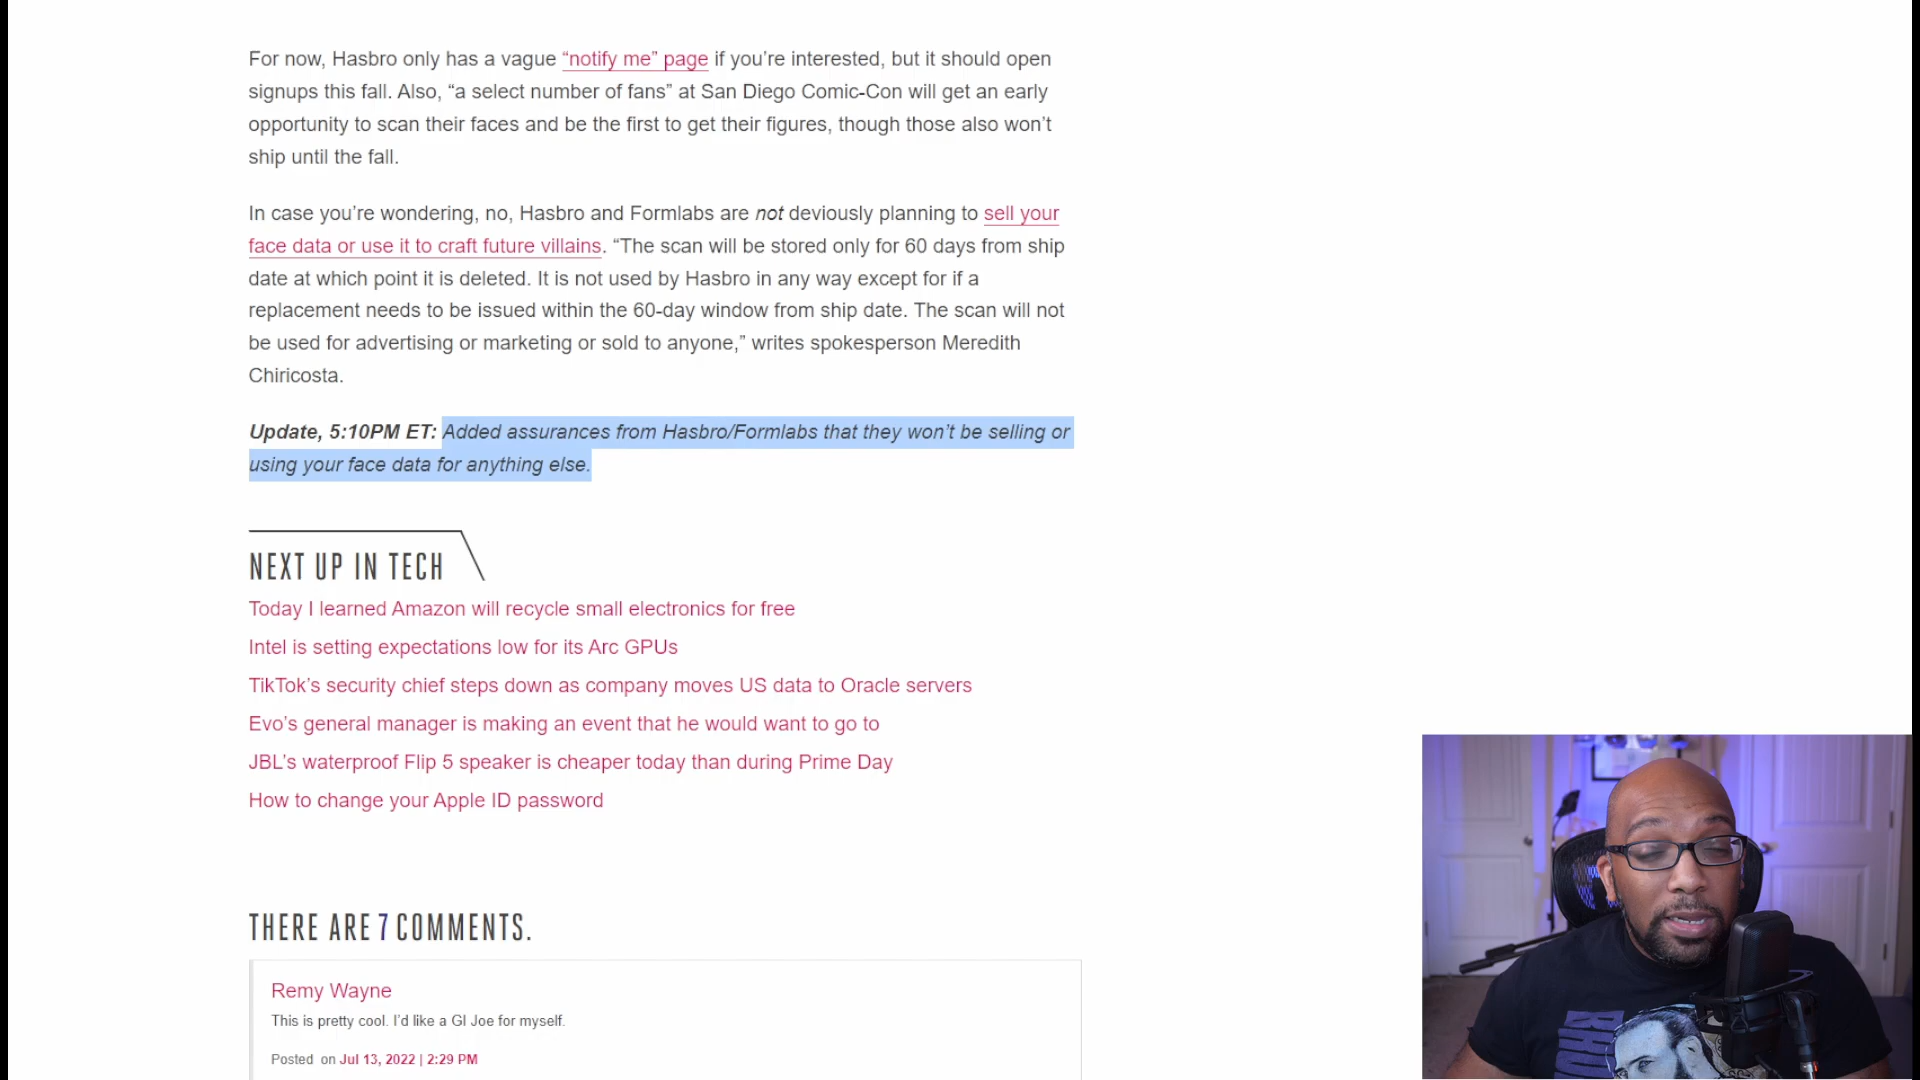 For now, Hasbro only has a vague “notify me” page if you’re interested, but it should open
signups this fall. Also, “a select number of fans” at San Diego Comic-Con will get an early
opportunity to scan their faces and be the first to get their figures, though those also won’t
ship until the fall.
In case you’re wondering, no, Hasbro and Formlabs are not deviously planning to sell your
face data or use it to craft future villains. “The scan will be stored only for 60 days from ship
date at which point it is deleted. It is not used by Hasbro in any way except for if a
replacement needs to be issued within the 60-day window from ship date. The scan will not
be used for advertising or marketing or sold to anyone,” writes spokesperson Meredith
Chiricosta.
Update, 5:10PM ET: Added assurances from Hasbro/Formlabs that they won’t be selling or
using your face data for anything else.
NEXT UP IN TECH
Today I learned Amazon will recycle small electronics for free
Intel is setting expectations low for its Arc GPUs
TikTok’s security chief steps down as company moves US data to Oracle servers
Evo’s general manager is making an event that he would want to go to
JBL’s waterproof Flip 5 speaker is cheaper today than during Prime Day
How to change your Apple ID password
THERE ARE 7 COMMENTS.
Remy Wayne
This is pretty cool. I’d like a GI Joe for myself.
Posted on Jul 13, 2022 | 2:29 PM